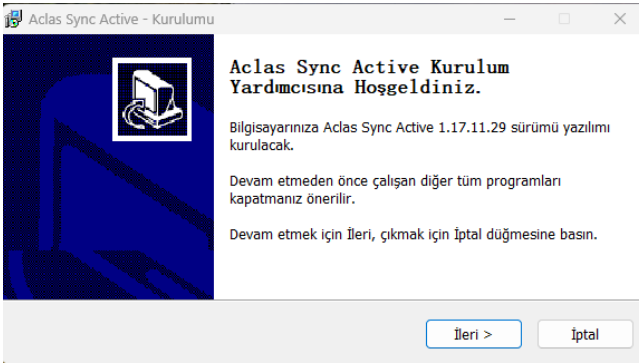 Aclas Sync Active - Kurulumu
Aclas Sync Active Kurulum
Yardımcısına Hoşgeldiniz.
Bilgisayarınıza Aclas Sync Active 1.17.11.29 sürümü yazılımı
kurulacak.
Devam etmeden önce çalışan diğer tüm programları
kapatmanız önerilir.
Devam etmek için İleri, çıkmak için İptal düğmesine basın.
İleri >
İptal